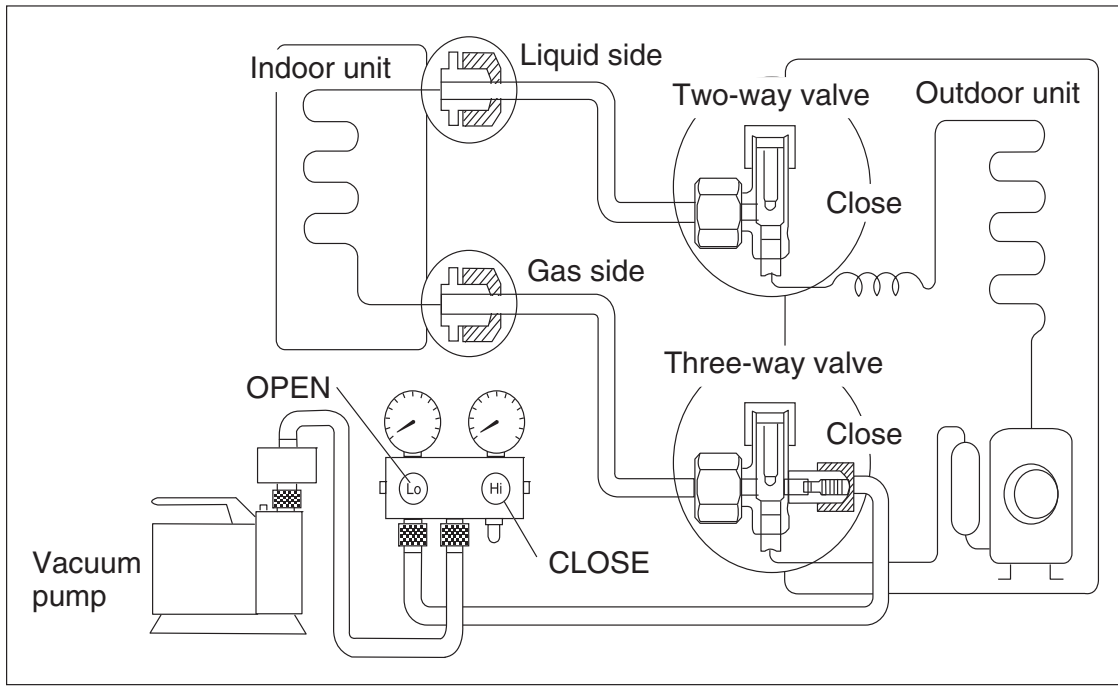 Liquid side
Indoor unit
Two-way valve
Outdoor unit
Close
Gas side
Three-way valve
OPEN
Close
Lo
Hi
CLOSE
Vacuum
pump